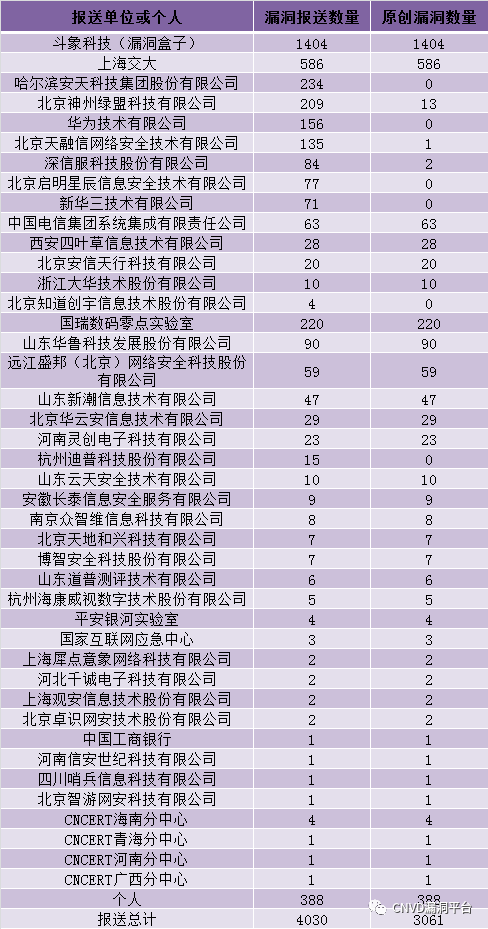 报送单位或个人 漏洞报送数量 原创漏洞数量
斗象科技（漏洞盒子） 1404 1404
上海交大 586 586
哈尔滨安天科技集团股份有限公司 234 0
北京神州绿盟科技有限公司 209 13
华为技术有限公司 156 0
北京天融信网络安全技术有限公司 135 1
深信服科技股份有限公司 84 2
北京启明星辰信息安全技术有限公司 77 0
新华三技术有限公司 71 0
中国电信集团系统集成有限责任公司 63 63
西安四叶草信息技术有限公司 28 28
北京安信天行科技有限公司 20 20
浙江大华技术股份有限公司 10 10
北京知道创宇信息技术股份有限公司 4 0
国瑞数码零点实验室 220 220
山东华鲁科技发展股份有限公司 90 90
远江盛邦（北京）网络安全科技股份
有限公司 59 59
山东新潮信息技术有限公司 47 47
北京华云安信息技术有限公司 29 29
河南灵创电子科技有限公司 23 23
杭州迪普科技股份有限公司 15 0
山东云天安全技术有限公司 10 10
安徽长泰信息安全服务有限公司 9 9
南京众智维信息科技有限公司 8 8
北京天地和兴科技有限公司 7 7
博智安全科技股份有限公司 7 7
山东道普测评技术有限公司 6 6
杭州海康威视数字技术股份有限公司 5 5
平安银河实验室 4 4
国家互联网应急中心 3 3
上海犀点意象网络科技有限公司 2 2
河北千诚电子科技有限公司 2 2
上海观安信息技术股份有限公司 2 2
北京卓识网安技术股份有限公司 2 2
中国工商银行 1 1
河南信安世纪科技有限公司 1 1
四川哨兵信息科技有限公司 1 1
北京智游网安科技有限公司 1 1
CNCERT海南分中心 4 4
CNCERT青海分中心 1 1
CNCERT河南分中心 1 1
CNCERT广西分中心 1 1
个人 388 388
报送总计 4030 3061
CNVD漏洞平台